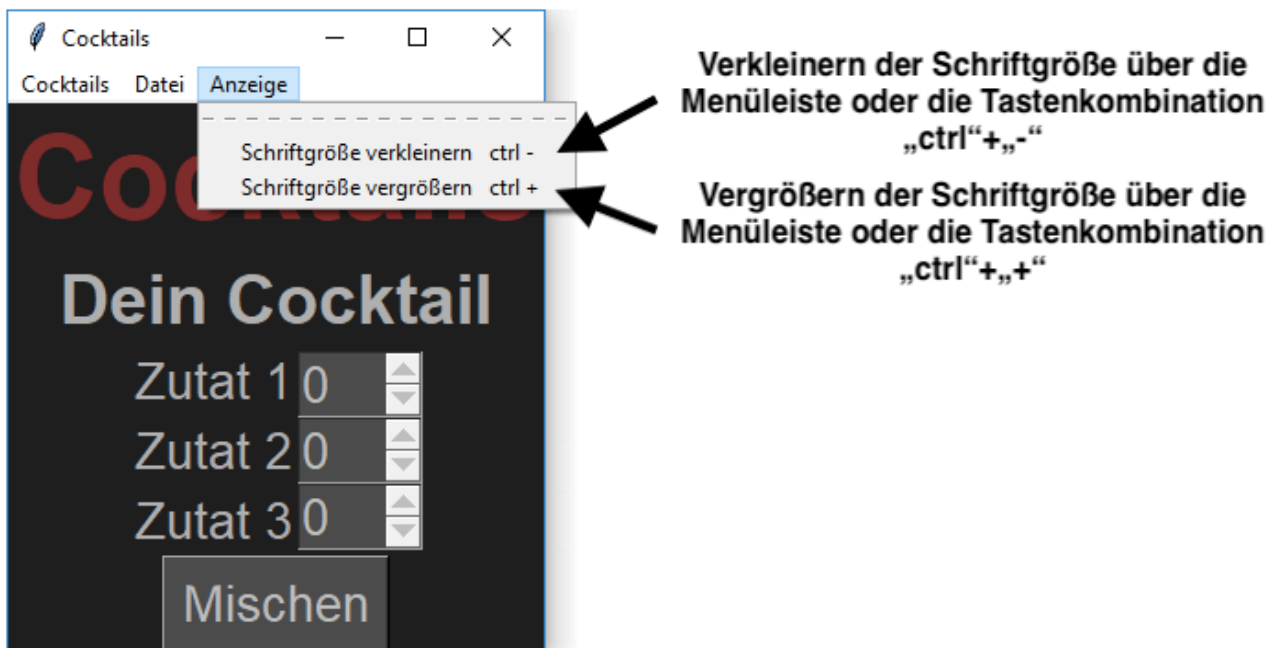 Cocktails
Cocktails Datei Anzeige
Schriftgröße verkleinern ctrl -
Schriftgröße vergrößern ctrl +
Dein Cocktail
Zutat 1 0
Zutat 2 0
Zutat 3 0
Mischen
Verkleinern der Schriftgröße über die
Menüleiste oder die Tastenkombination
„ctrl“+„-“
Vergrößern der Schriftgröße über die
Menüleiste oder die Tastenkombination
„ctrl“+„+“